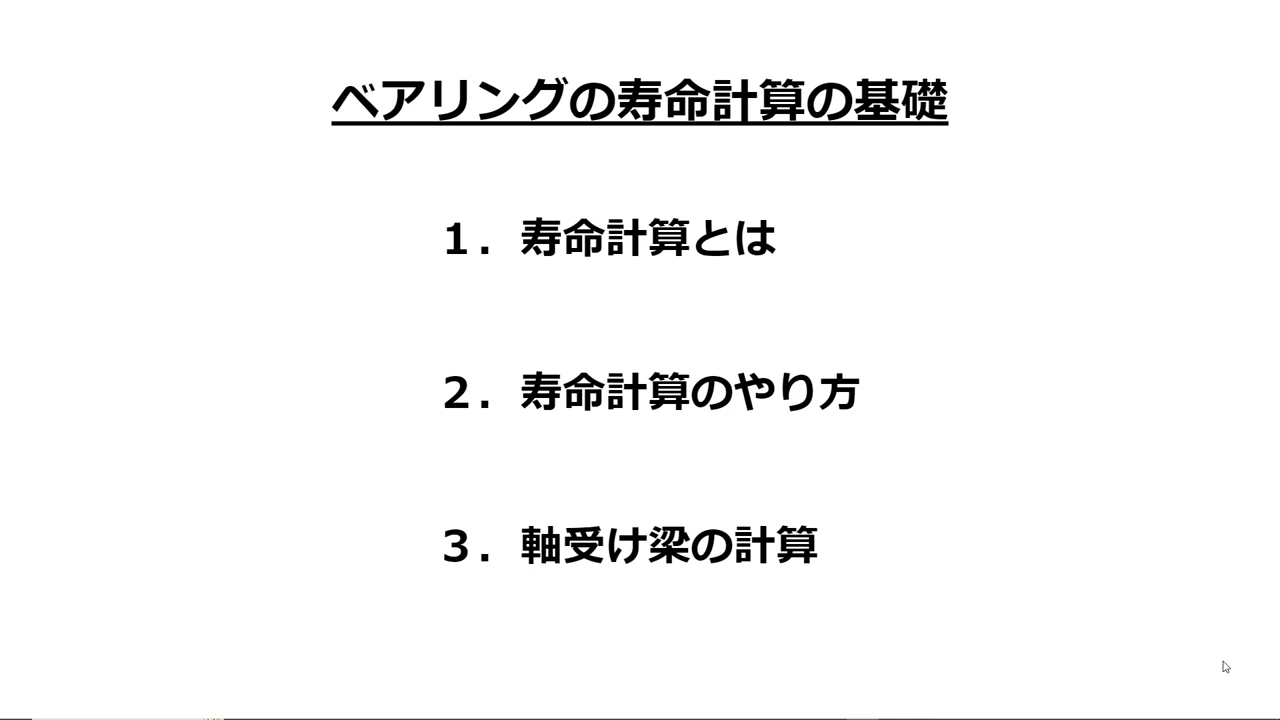 ベアリングの寿命計算の基礎
１．寿命計算とは
２．寿命計算のやり方
３．軸受け梁の計算